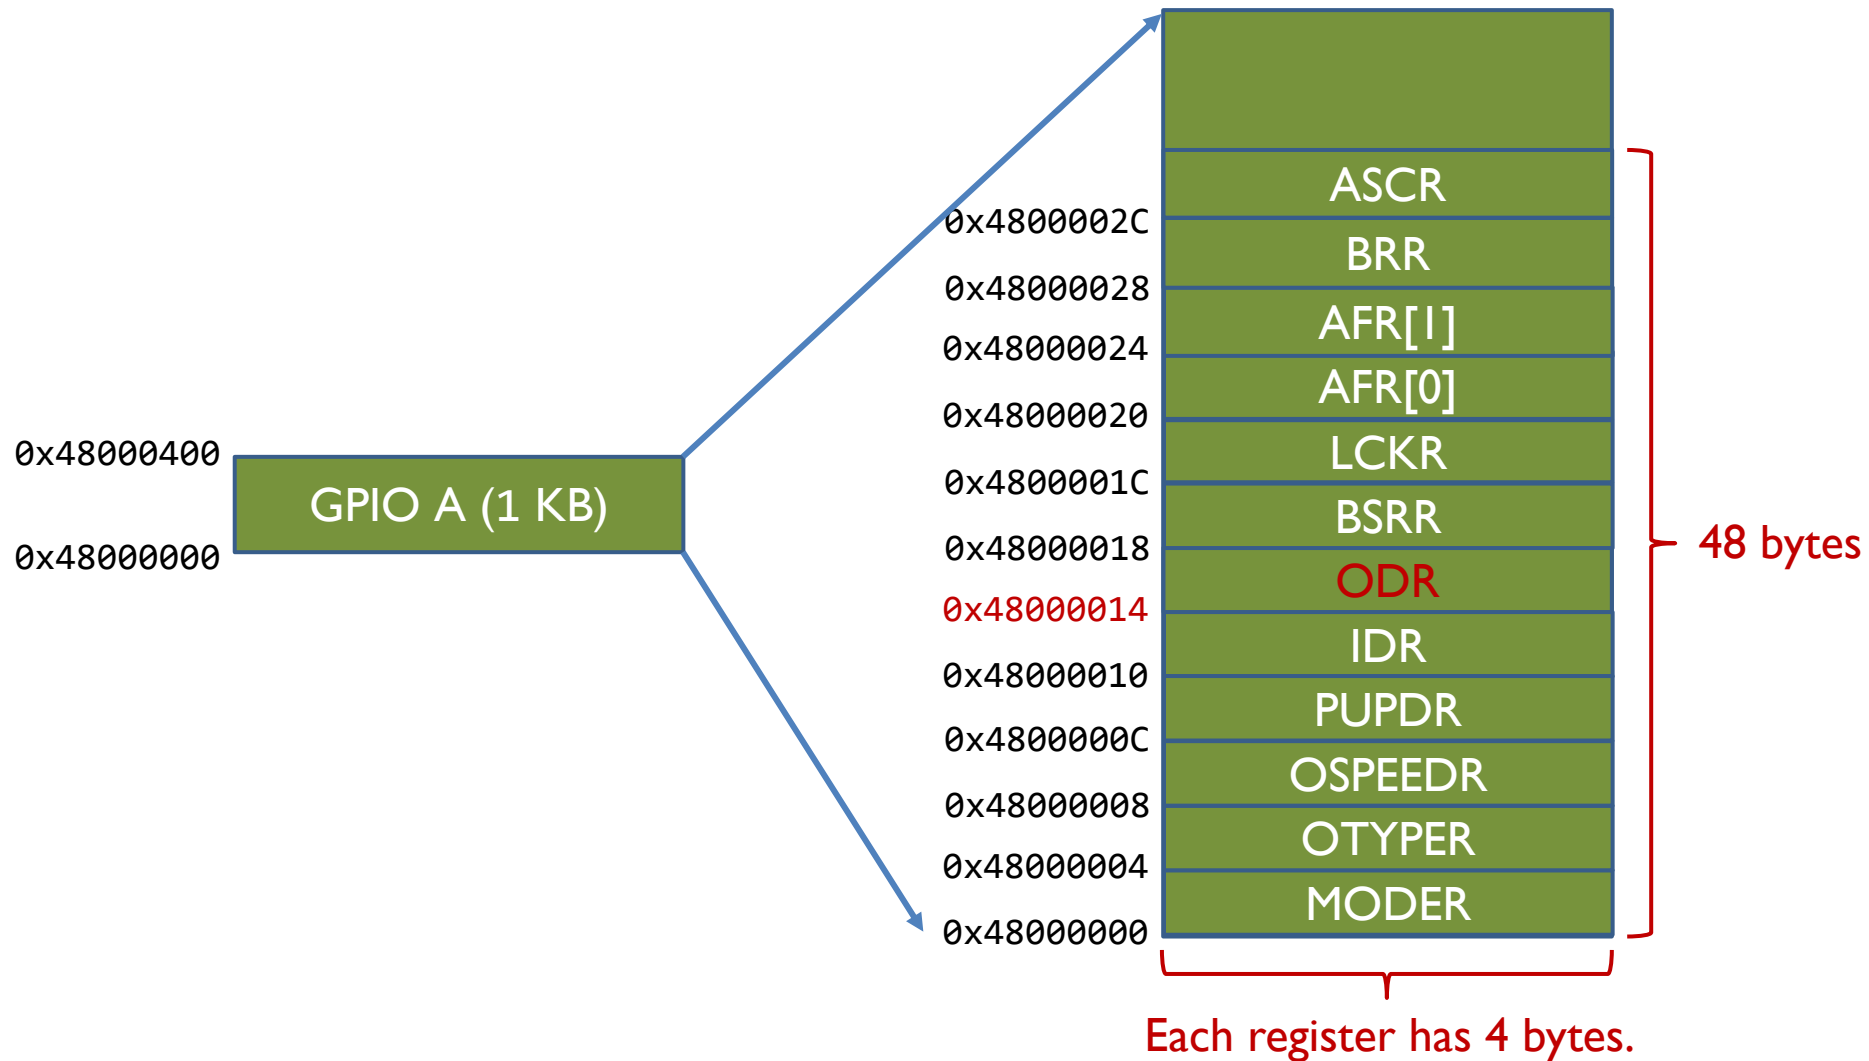 0x48000400
GPIO A (1 KB)
0x48000000
ASCR
0x4800002C
BRR
0x48000028
AFR[1]
0x48000024
AFR[0]
0x48000020
LCKR
0x4800001C
BSRR
0x48000018
ODR
0x48000014
IDR
0x48000010
PUPDR
0x4800000C
OSPEEDR
0x48000008
OTYPER
0x48000004
MODER
0x48000000
48 bytes
Each register has 4 bytes.